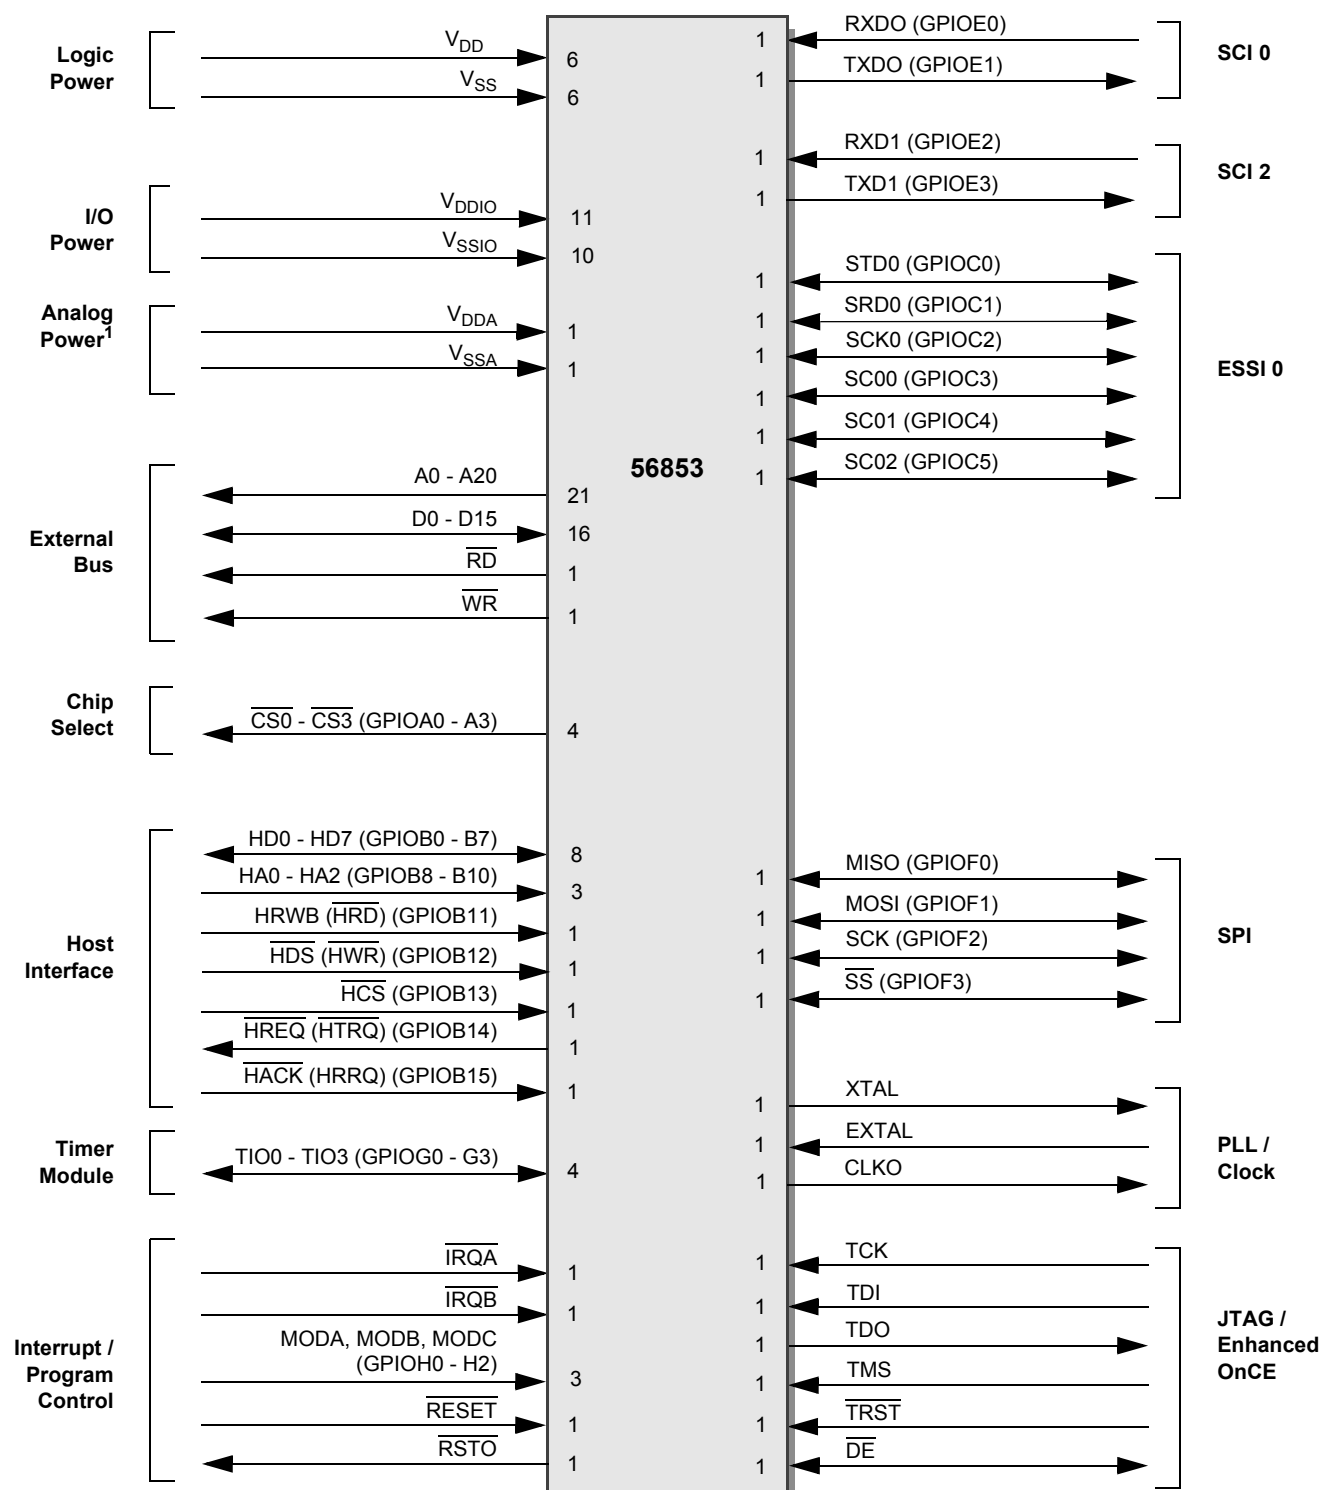 Logic
Power
VDD
6
VSS
6
I/O
Power
VDDIO
11
VSSIO
10
Analog
Power1
VDDA
1
VSSA
1
External
Bus
A0 - A20
21
D0 - D15
16
RD
1
WR
1
Chip
Select
CS0 - CS3 (GPIOA0 - A3)
4
Host
Interface
HD0 - HD7 (GPIOB0 - B7)
8
HA0 - HA2 (GPIOB8 - B10)
3
HRWB (HRD) (GPIOB11)
1
HDS (HWR) (GPIOB12)
1
HCS (GPIOB13)
1
HREQ (HTRQ) (GPIOB14)
1
HACK (HRRQ) (GPIOB15)
1
Timer
Module
TIO0 - TIO3 (GPIOG0 - G3)
4
Interrupt /
Program
Control
IRQA
1
IRQB
1
MODA, MODB, MODC
(GPIOH0 - H2)
3
RESET
1
RSTO
1
56853
1
RXDO (GPIOE0)
1
TXDO (GPIOE1)
SCI 0
1
RXD1 (GPIOE2)
1
TXD1 (GPIOE3)
SCI 2
1
STD0 (GPIOC0)
1
SRD0 (GPIOC1)
1
SCK0 (GPIOC2)
1
SC00 (GPIOC3)
1
SC01 (GPIOC4)
1
SC02 (GPIOC5)
ESSI 0
1
MISO (GPIOF0)
1
MOSI (GPIOF1)
1
SCK (GPIOF2)
1
SS (GPIOF3)
SPI
1
XTAL
1
EXTAL
1
CLKO
PLL /
Clock
1
TCK
1
TDI
1
TDO
1
TMS
1
TRST
1
DE
JTAG /
Enhanced
OnCE